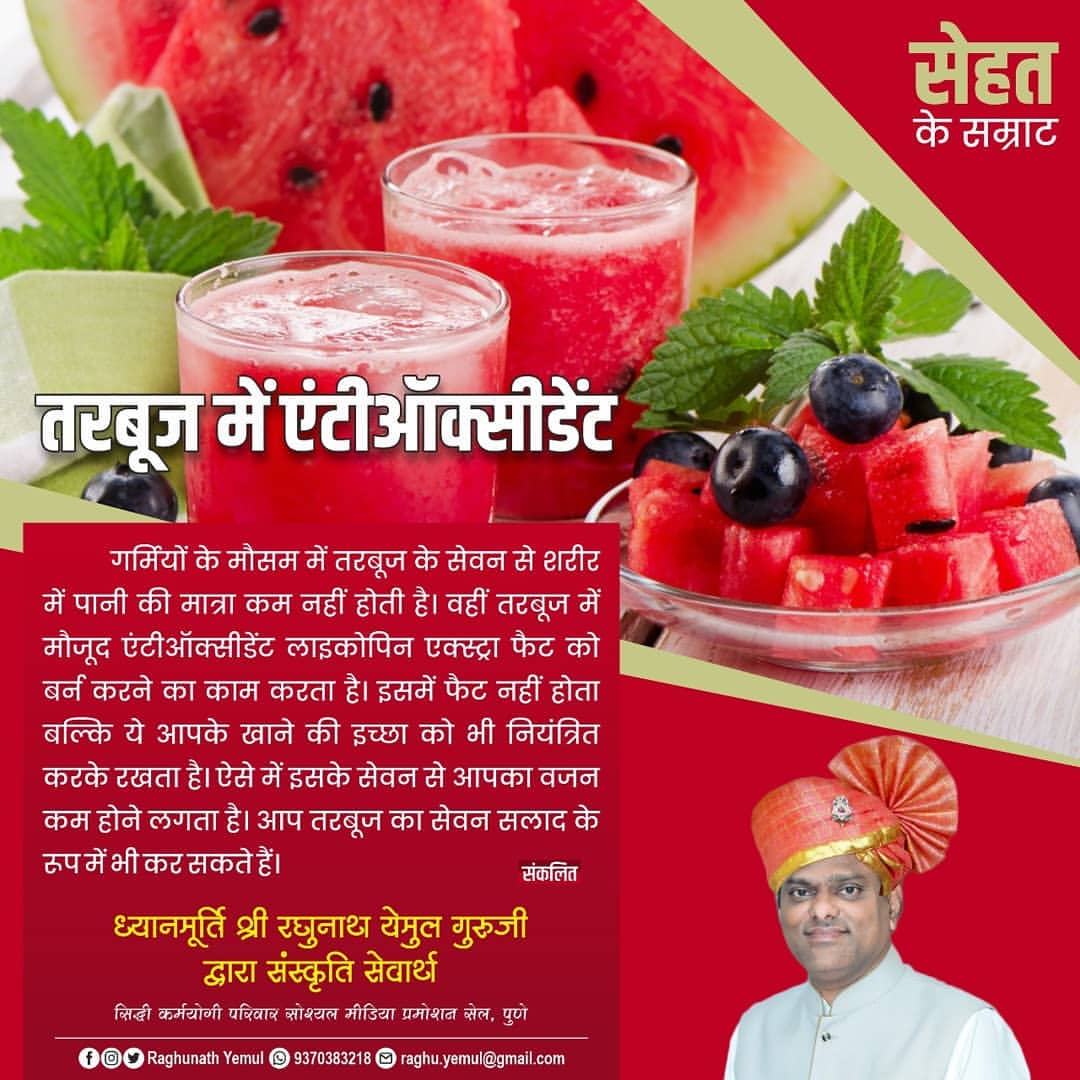 सेहत
के सम्राट
तरबूज में एंटीऑक्सीडेंट
गर्मियों के मौसम में तरबूज के सेवन से शरीर
में पानी की मात्रा कम नहीं होती है। वहीं तरबूज में
मौजूद एंटीऑक्सीडेंट लाइकोपिन एक्स्ट्रा फैट को
बर्न करने का काम करता है। इसमें फैट नहीं होता
बल्कि ये आपके खाने की इच्छा को भी नियंत्रित
करके रखता है। ऐसे में इसके सेवन से आपका वजन
कम होने लगता है। आप तरबूज का सेवन सलाद के
रूप में भी कर सकते हैं।
संकलित
ध्यानमूर्ति श्री रघुनाथ येमुल गुरुजी
द्वारा संस्कृति सेवार्थ
सिद्धी कर्मयोगी परिवार सोश्यल मीडिया प्रमोशन सेल, पुणे
Raghunath Yemul 9370383218 raghu.yemul@gmail.com